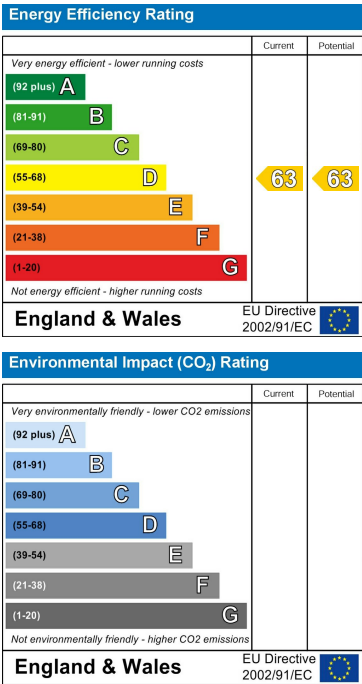 Energy Efficiency Rating
Current Potential
Very energy efficient - lower running costs
(92 plus) A
(81-91) B
(69-80) C
(55-68) D 63 63
(39-54) E
(21-38) F
(1-20) G
Not energy efficient - higher running costs
England & Wales EU Directive 2002/91/EC
Environmental Impact (CO₂) Rating
Current Potential
Very environmentally friendly - lower CO2 emissions
(92 plus) A
(81-91) B
(69-80) C
(55-68) D
(39-54) E
(21-38) F
(1-20) G
Not environmentally friendly - higher CO2 emissions
England & Wales EU Directive 2002/91/EC